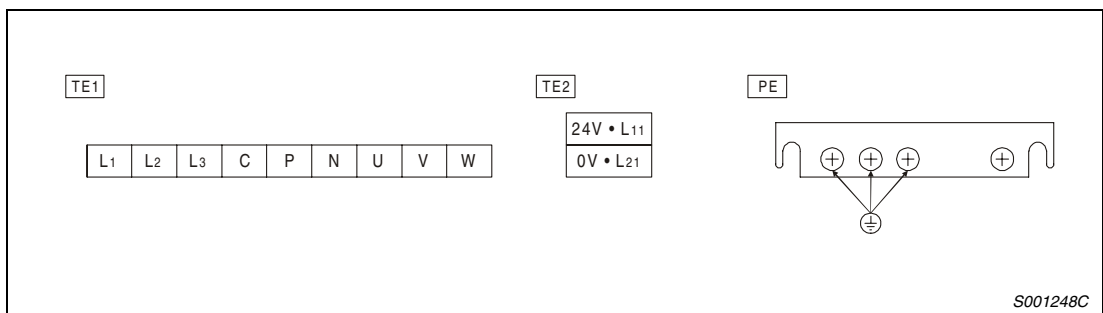 TE1
TE2
PE
24V • L11
L1 L2 L3 C P N U V W
0V • L21
S001248C